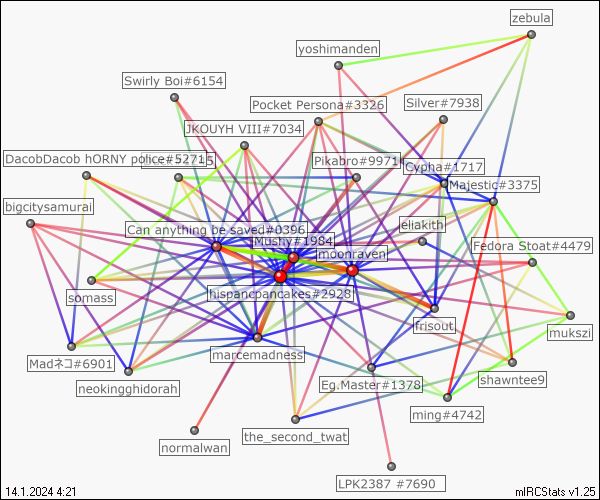 zebula
yoshimanden
Swirly Boi#6154
Pocket Persona#3326
Silver#7938
JKOUYH VIII#7034
DacobDacob hORNY police#5271
Pikabro#9971
Cypha#1717
Majestic#3375
bigcitysamurai
Can anything be saved#0396
eliakith
Mushy#1984
moonraven
Fedora Stoat#4479
somass
hispancpancakes#2928
frisout
mukszi
Madネコ#6901
marcemadness
neokingghidorah
Eg.Master#1378
shawntee9
ming#4742
normalwan
the_second_twat
LPK2387 #7690
14.1.2024 4:21
mIRCStats v1.25